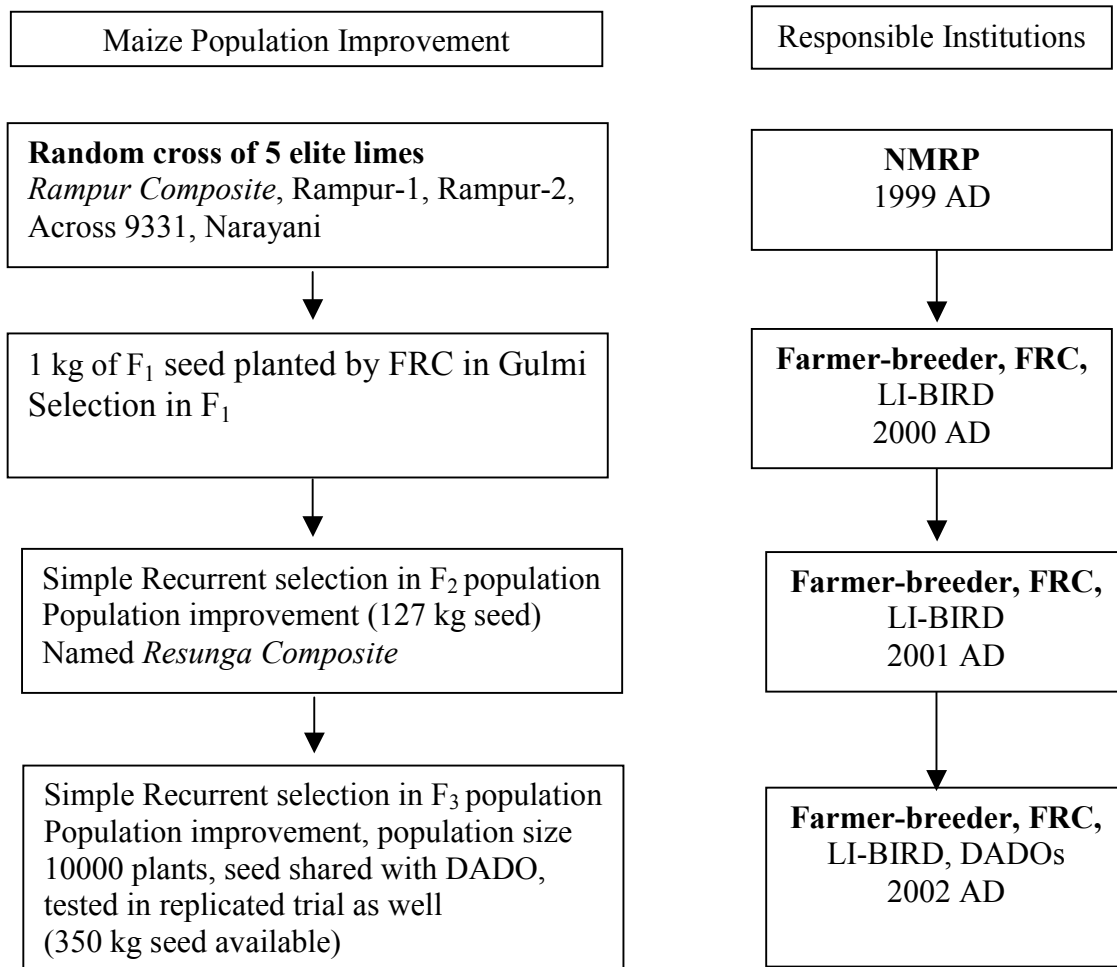 Maize Population Improvement
Responsible Institutions
Random cross of 5 elite limes
Rampur Composite, Rampur-1, Rampur-2,
Across 9331, Narayani
NMRP
1999 AD
1 kg of F₁ seed planted by FRC in Gulmi
Selection in F₁
Farmer-breeder, FRC,
LI-BIRD
2000 AD
Simple Recurrent selection in F₂ population
Population improvement (127 kg seed)
Named Resunga Composite
Farmer-breeder, FRC,
LI-BIRD
2001 AD
Simple Recurrent selection in F₃ population
Population improvement, population size
10000 plants, seed shared with DADO,
tested in replicated trial as well
(350 kg seed available)
Farmer-breeder, FRC,
LI-BIRD, DADOs
2002 AD